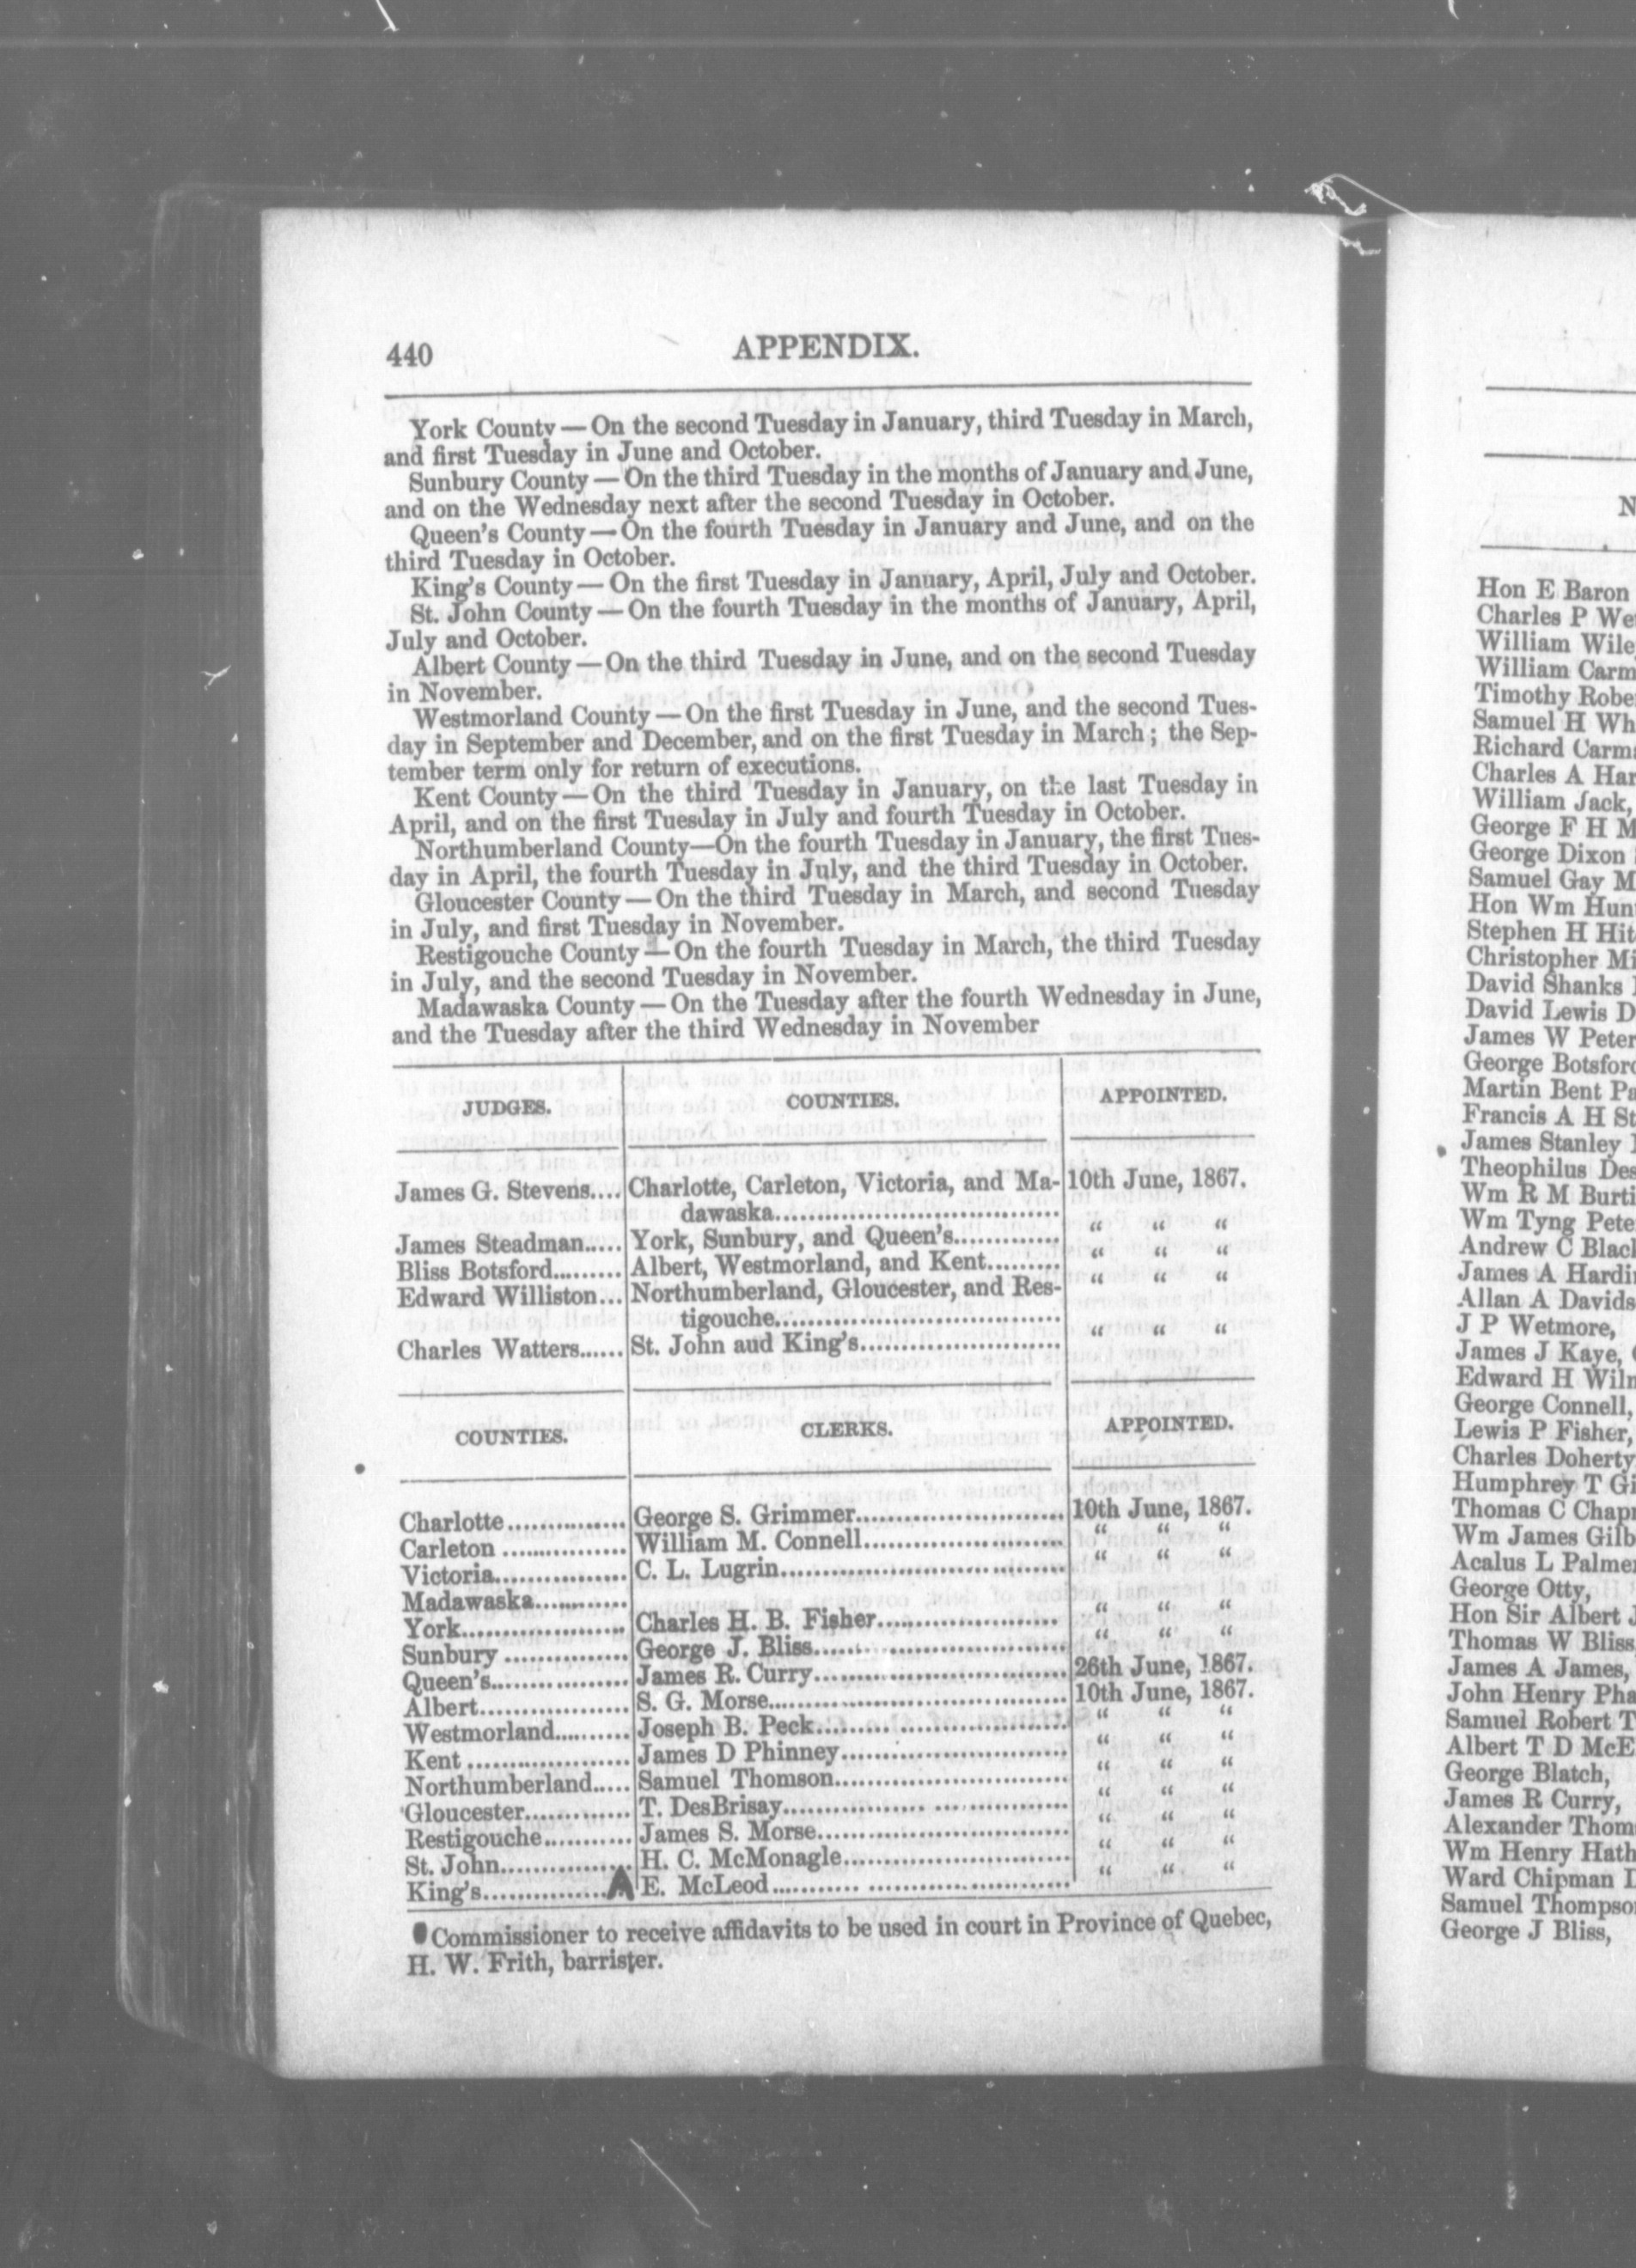 440 APPENDIX.
York County — On the second Tuesday in January, third Tuesday in March,
and first Tuesday in June and October.
Sunbury County — On the third Tuesday in the months of January and June,
and on the Wednesday next after the second Tuesday in October.
Queen's County — On the fourth Tuesday in January and June, and on the
third Tuesday in October.
King's County — On the first Tuesday in January, April, July and October.
St. John County — On the fourth Tuesday in the months of January, April,
July and October.
Albert County — On the third Tuesday in June, and on the second Tuesday
in November.
Westmorland County — On the first Tuesday in June, and the second Tues-
day in September and December, and on the first Tuesday in March; the Sep-
tember term only for return of executions.
Kent County — On the third Tuesday in January, on the last Tuesday in
April, and on the first Tuesday in July and fourth Tuesday in October.
Northumberland County—On the fourth Tuesday in January, the first Tues-
day in April, the fourth Tuesday in July, and the third Tuesday in October.
Gloucester County — On the third Tuesday in March, and second Tuesday
in July, and first Tuesday in November.
Restigouche County — On the fourth Tuesday in March, the third Tuesday
in July, and the second Tuesday in November.
Madawaska County — On the Tuesday after the fourth Wednesday in June,
and the Tuesday after the third Wednesday in November
JUDGES. COUNTIES. APPOINTED.
James G. Stevens.... Charlotte, Carleton, Victoria, and Ma- 10th June, 1867.
dawaska..................................
James Steadman..... York, Sunbury, and Queen's............. " " "
Bliss Botsford......... Albert, Westmorland, and Kent......... " " "
Edward Williston... Northumberland, Gloucester, and Res- " " "
tigouche..................................
Charles Watters...... St. John aud King's........................ " " "
COUNTIES. CLERKS. APPOINTED.
Charlotte............... George S. Grimmer......................... 10th June, 1867.
Carleton ................ William M. Connell........................ " " "
Victoria................ C. L. Lugrin.................................. " " "
Madawaska...........
York.................... Charles H. B. Fisher...................... " " "
Sunbury ............... George J. Bliss.............................. " " "
Queen's................. James R. Curry.............................. 26th June, 1867.
Albert................... S. G. Morse.................................... 10th June, 1867.
Westmorland.......... Joseph B. Peck......... .................... " " "
Kent .................... James D Phinney........................... " " "
Northumberland..... Samuel Thomson............................ " " "
Gloucester............. T. DesBrisay................. ................ " " "
Restigouche........... James S. Morse.............................. " " "
St. John................ H. C. McMonagle........................... " " "
King's............... A E. McLeod........... ........................ " " "
Commissioner to receive affidavits to be used in court in Province of Quebec,
H. W. Frith, barrister.
N
Hon E Baron
Charles P We
William Wile
William Carm
Timothy Robe
Samuel H Wh
Richard Carm
Charles A Har
William Jack,
George F H M
George Dixon
Samuel Gay M
Hon Wm Hun
Stephen H Hit
Christopher Mi
David Shanks
David Lewis D
James W Peter
George Botsford
Martin Bent Pa
Francis A H St
James Stanley
Theophilus Des
Wm R M Burti
Wm Tyng Pete
Andrew C Black
James A Hardi
Allan A Davids
J P Wetmore,
James J Kaye,
Edward H Wilm
George Connell,
Lewis P Fisher,
Charles Doherty
Humphrey T Gi
Thomas C Chap
Wm James Gilb
Acalus L Palmer
George Otty,
Hon Sir Albert J
Thomas W Bliss
James A James,
John Henry Pha
Samuel Robert T
Albert T D McE
George Blatch,
James R Curry,
Alexander Thom
Wm Henry Hath
Ward Chipman D
Samuel Thompso
George J Bliss,